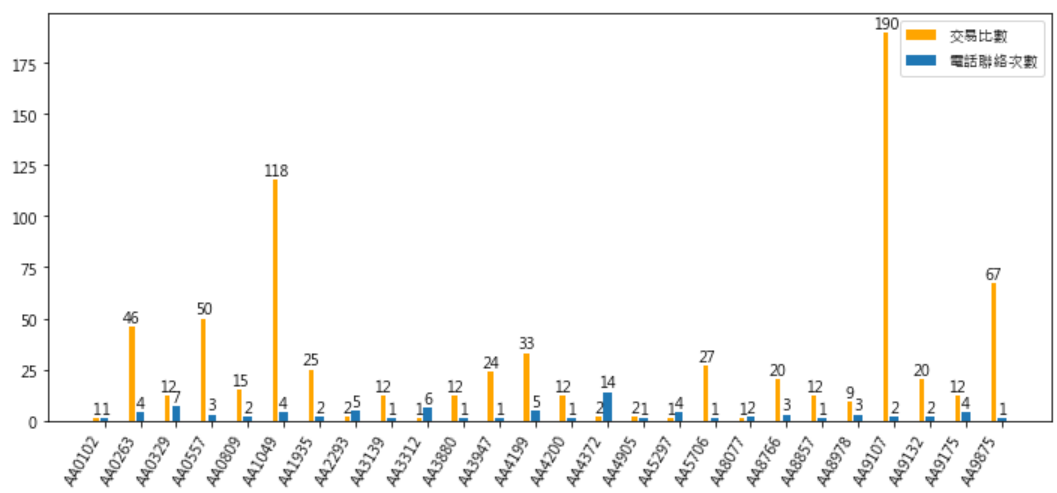 190
交易比數
電話聯絡次數
175
150
125
100
75
50
25
0
118
46
50
67
1 1
4
12 7
3
15 2
4
25 2
2 5
12 1
1 6
12 1
24 1
33 5
12 1
2 14
2 1
1 4
27 1
1 2
20 3
12 1
9 3
2
20 2
12 4
1
AA0102
AA0263
AA0329
AA0557
AA0809
AA1049
AA1935
AA2293
AA3139
AA3312
AA3880
AA3947
AA4199
AA4200
AA4372
AA4905
AA5297
AA5706
AA8077
AA8766
AA8857
AA8978
AA9107
AA9132
AA9175
AA9875